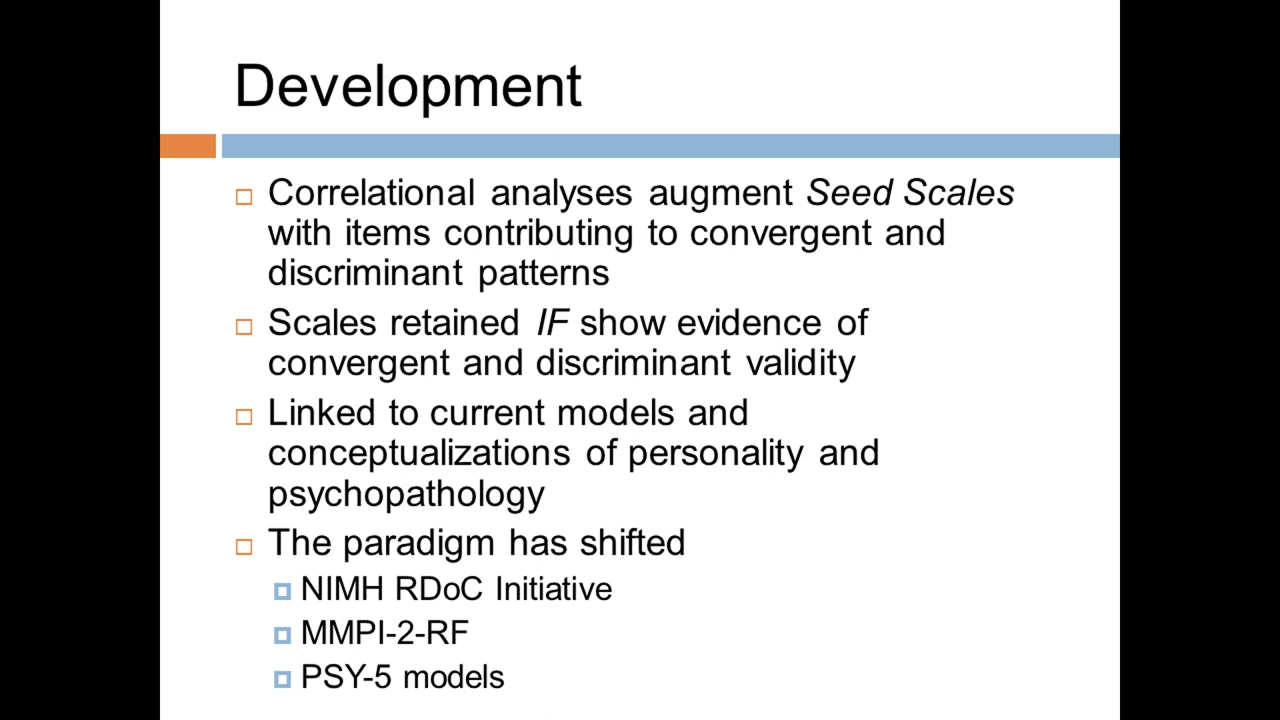 Development
Correlational analyses augment Seed Scales
with items contributing to convergent and
discriminant patterns
Scales retained IF show evidence of
convergent and discriminant validity
Linked to current models and
conceptualizations of personality and
psychopathology
The paradigm has shifted
NIMH RDoC Initiative
MMPI-2-RF
PSY-5 models